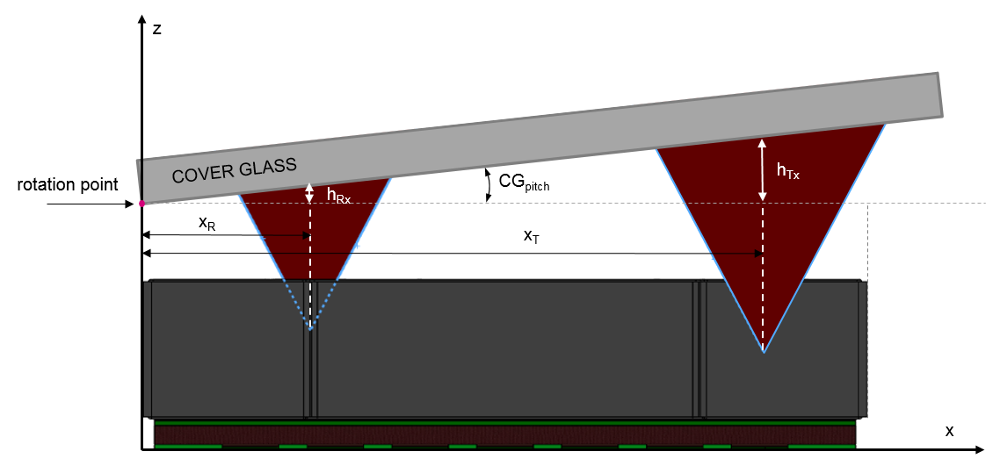 z
COVER GLASS
rotation point
CGpitch
hRx
hTx
xR
xT
x